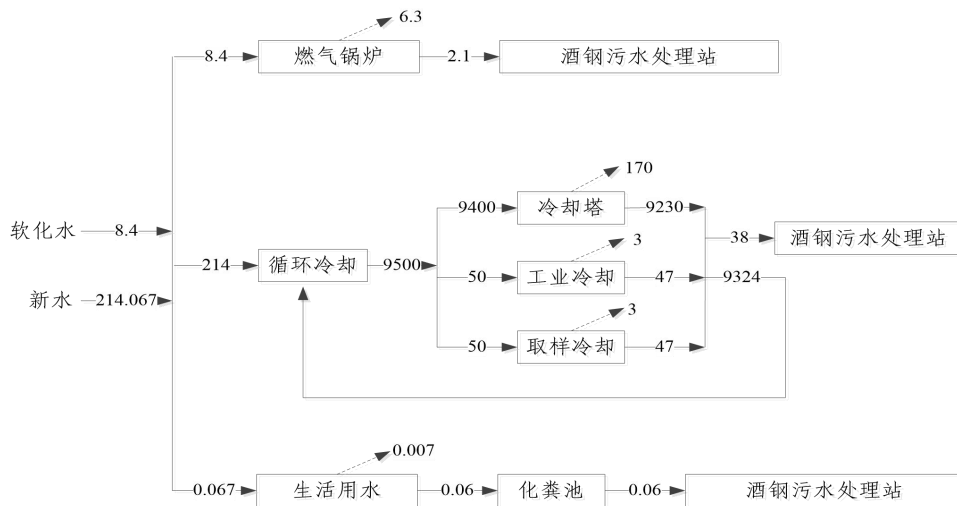 6.3
8.4
燃气锅炉
2.1
酒钢污水处理站
170
9400
冷却塔
9230
软化水
8.4
3
38
酒钢污水处理站
214
循环冷却
9500
50
工业冷却
47
9324
新水
214.067
3
50
取样冷却
47
0.007
0.067
生活用水
0.06
化粪池
0.06
酒钢污水处理站